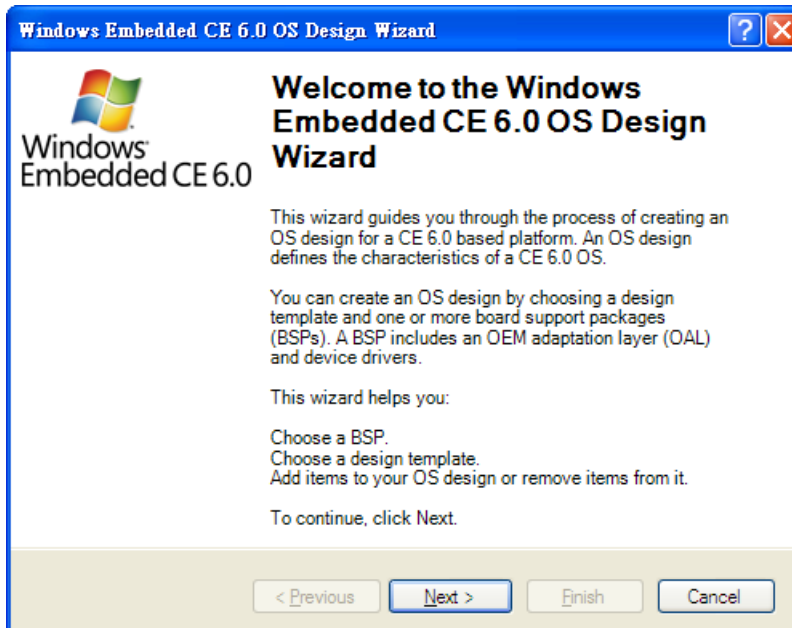 Windows Embedded CE 6.0 OS Design Wizard
Windows
Embedded CE 6.0
Welcome to the Windows
Embedded CE 6.0 OS Design
Wizard
This wizard guides you through the process of creating an
OS design for a CE 6.0 based platform. An OS design
defines the characteristics of a CE 6.0 OS.
You can create an OS design by choosing a design
template and one or more board support packages
(BSPs). A BSP includes an OEM adaptation layer (OAL)
and device drivers.
This wizard helps you:
Choose a BSP.
Choose a design template.
Add items to your OS design or remove items from it.
To continue, click Next.
< Previous
Next >
Finish
Cancel